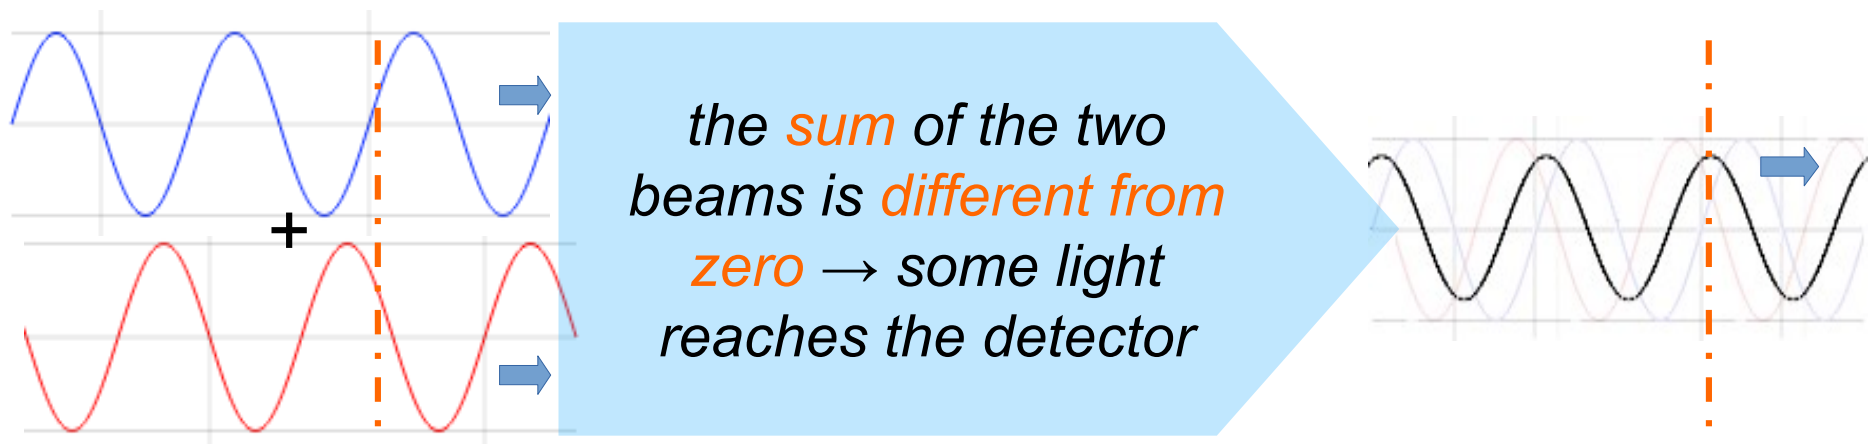 +
the sum of the two
beams is different from
zero → some light
reaches the detector